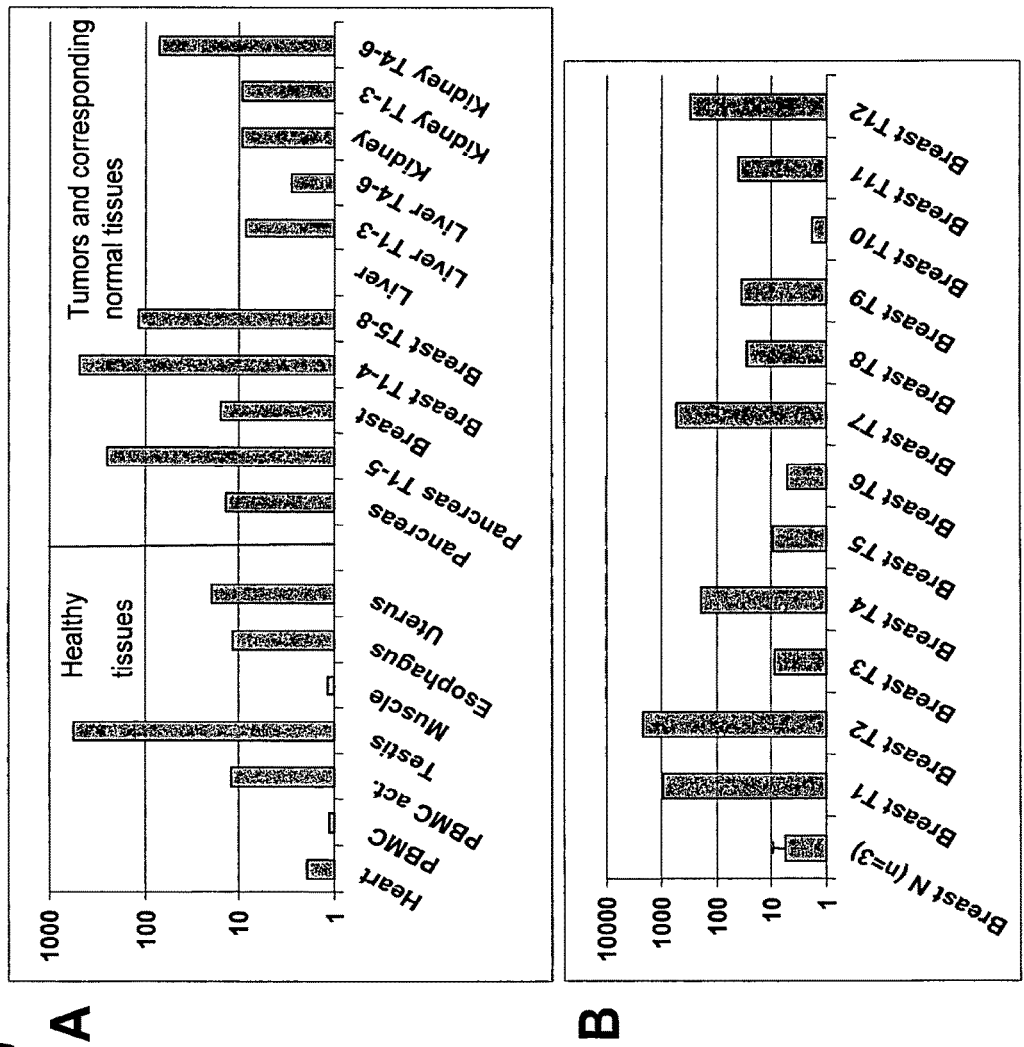 A
1000
100
10
1
Healthy
tissues
Tumors and corresponding
normal tissues
Heart
PBMC
PBMC act.
Testis
Muscle
Esophagus
Uterus
Pancreas
Pancreas T1-5
Breast
Breast T1-4
Breast T5-8
Liver
Liver T1-3
Liver T4-6
Kidney
Kidney T1-3
Kidney T4-6
B
10000
1000
100
10
1
Breast N (n=3)
Breast T1
Breast T2
Breast T3
Breast T4
Breast T5
Breast T6
Breast T7
Breast T8
Breast T9
Breast T10
Breast T11
Breast T12